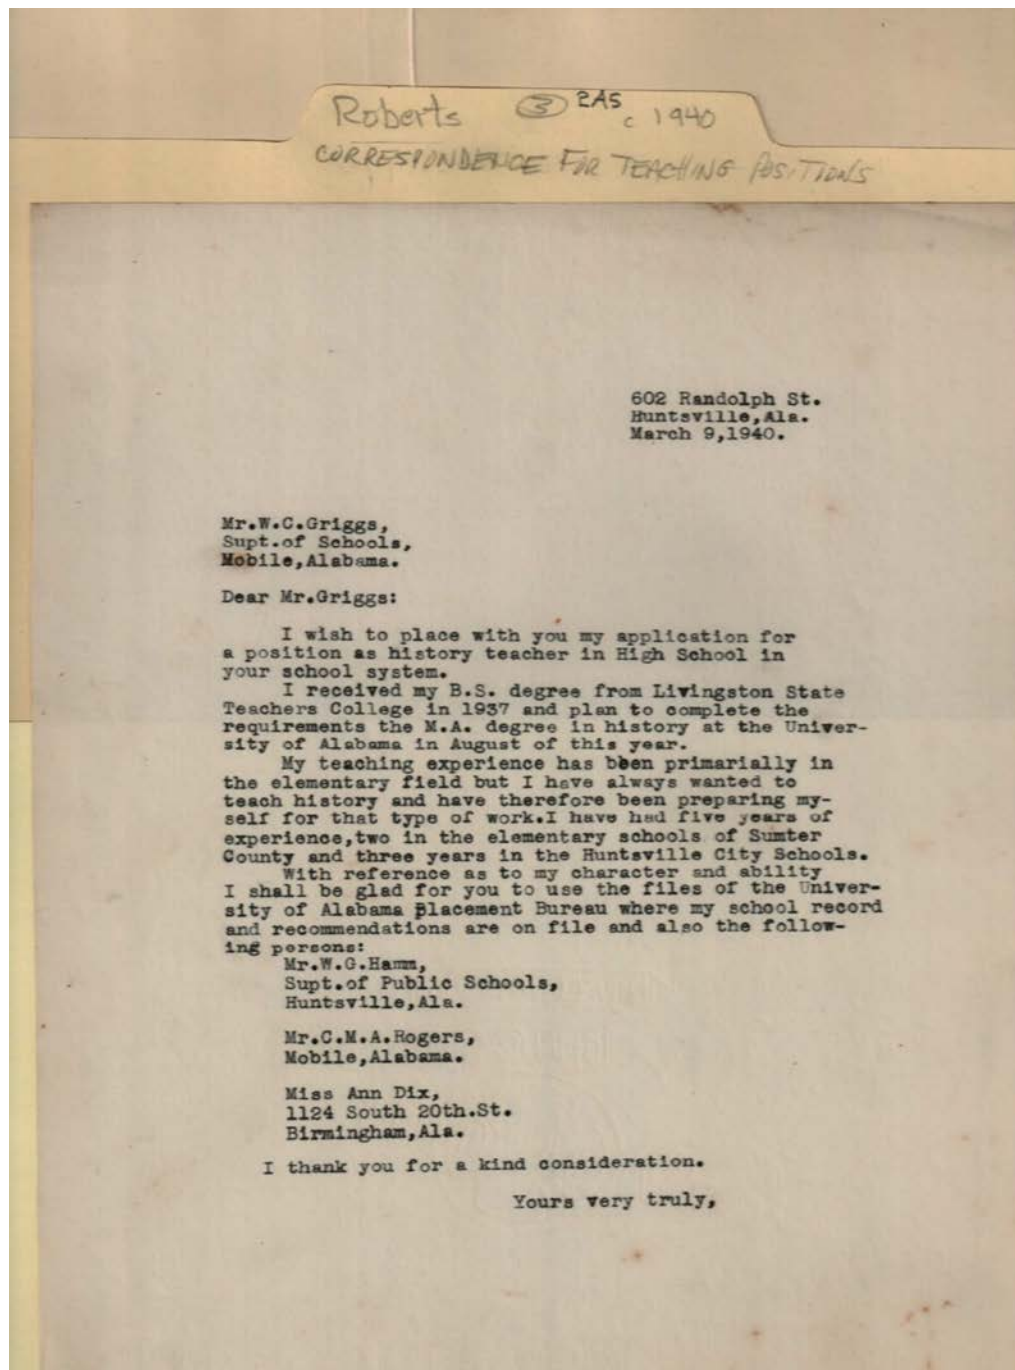 Roberts 3 2AS c 1940
CORRESPONDENCE FOR TEACHING POSITIONS
602 Randolph St.
Huntsville,Ala.
March 9,1940.
Mr.W.C.Griggs,
Supt.of Schools,
Mobile,Alabama.
Dear Mr.Griggs:
I wish to place with you my application for
a position as history teacher in High School in
your school system.
I received my B.S. degree from Livingston State
Teachers College in 1937 and plan to complete the
requirements the M.A. degree in history at the Univer-
sity of Alabama in August of this year.
My teaching experience has been primarially in
the elementary field but I have always wanted to
teach history and have therefore been preparing my-
self for that type of work.I have had five years of
experience,two in the elementary schools of Sumter
County and three years in the Huntsville City Schools.
With reference as to my character and ability
I shall be glad for you to use the files of the Univer-
sity of Alabama Placement Bureau where my school record
and recommendations are on file and also the follow-
ing persons:
Mr.W.G.Hamm,
Supt.of Public Schools,
Huntsville,Ala.
Mr.C.M.A.Rogers,
Mobile,Alabama.
Miss Ann Dix,
1124 South 20th.St.
Birmingham,Ala.
I thank you for a kind consideration.
Yours very truly,